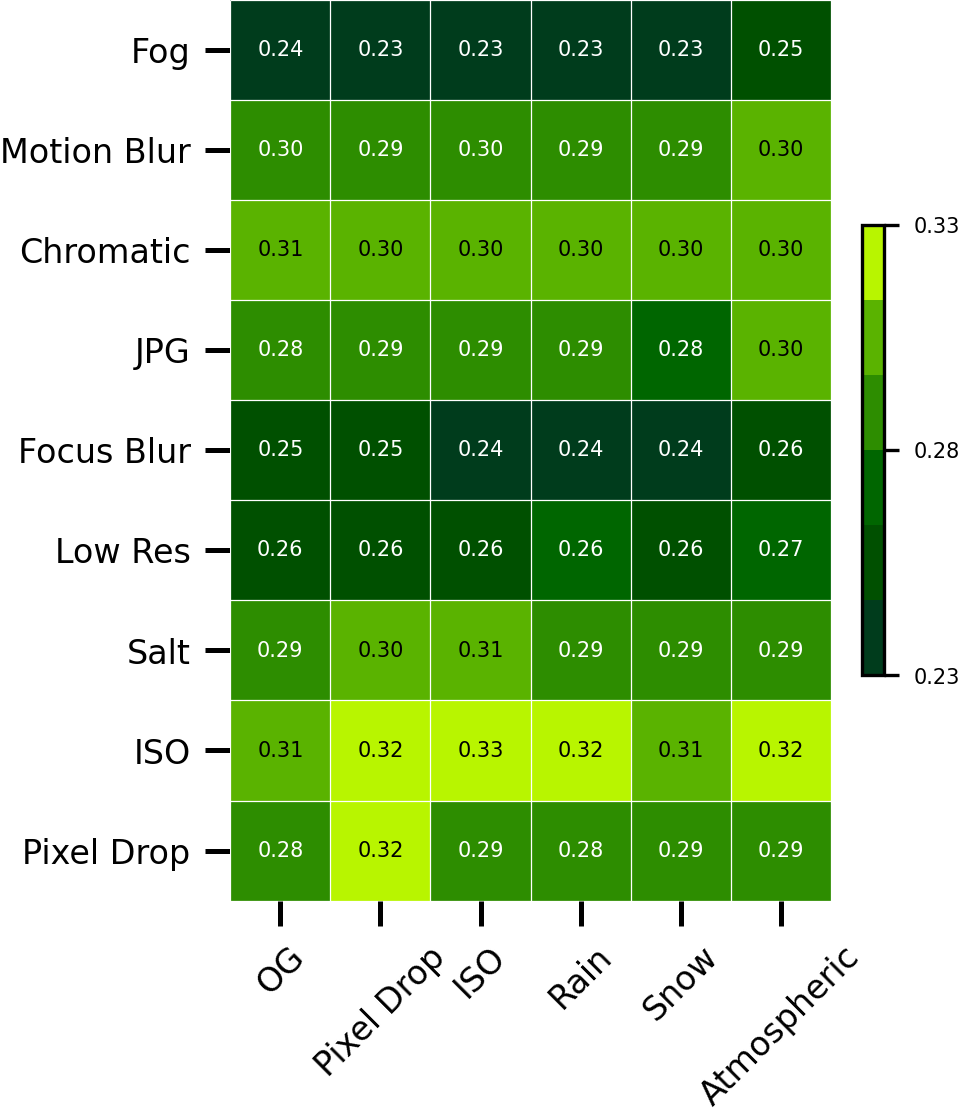 Fog 0.24 0.23 0.23 0.23 0.23 0.25
Motion Blur 0.30 0.29 0.30 0.29 0.29 0.30
Chromatic 0.31 0.30 0.30 0.30 0.30 0.30
JPG 0.28 0.29 0.29 0.29 0.28 0.30
Focus Blur 0.25 0.25 0.24 0.24 0.24 0.26
Low Res 0.26 0.26 0.26 0.26 0.26 0.27
Salt 0.29 0.30 0.31 0.29 0.29 0.29
ISO 0.31 0.32 0.33 0.32 0.31 0.32
Pixel Drop 0.28 0.32 0.29 0.28 0.29 0.29
OG Pixel Drop ISO Rain Snow Atmospheric
0.33
0.28
0.23